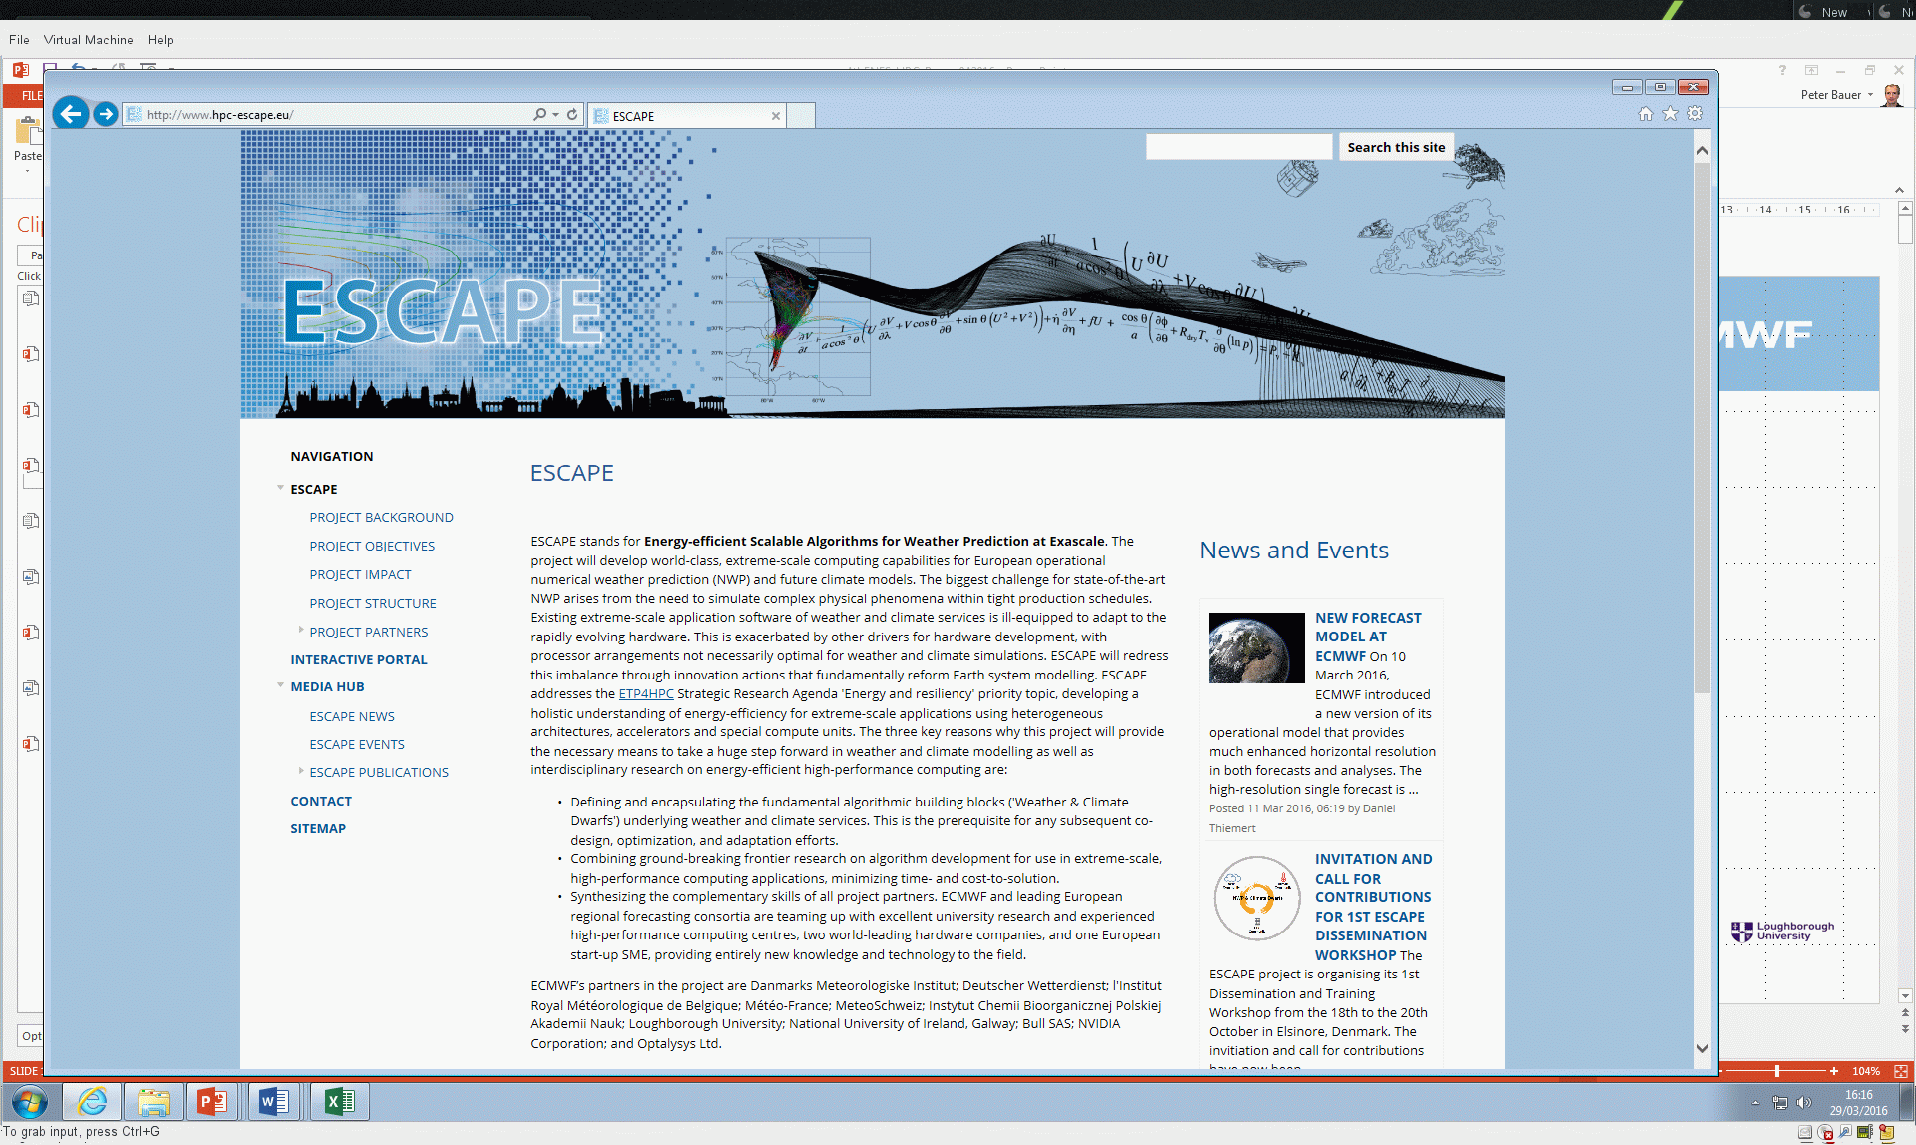 New
File Virtual Machine Help
FILE
Peter Bauer
http://www.hpc-escape.eu/
ESCAPE
Paste
Search this site
13 14 15 16
Click
ESCAPE
MWF
NAVIGATION
ESCAPE
PROJECT BACKGROUND
PROJECT OBJECTIVES
PROJECT IMPACT
PROJECT STRUCTURE
PROJECT PARTNERS
INTERACTIVE PORTAL
MEDIA HUB
ESCAPE NEWS
ESCAPE EVENTS
ESCAPE PUBLICATIONS
CONTACT
SITEMAP
ESCAPE
ESCAPE stands for Energy-efficient Scalable Algorithms for Weather Prediction at Exascale. The
project will develop world-class, extreme-scale computing capabilities for European operational
numerical weather prediction (NWP) and future climate models. The biggest challenge for state-of-the-art
NWP arises from the need to simulate complex physical phenomena within tight production schedules.
Existing extreme-scale application software of weather and climate services is ill-equipped to adapt to the
rapidly evolving hardware. This is exacerbated by other drivers for hardware development, with
processor arrangements not necessarily optimal for weather and climate simulations. ESCAPE will redress
this imbalance through innovation actions that fundamentally reform Earth system modelling. ESCAPE
addresses the ETP4HPC Strategic Research Agenda 'Energy and resiliency' priority topic, developing a
holistic understanding of energy-efficiency for extreme-scale applications using heterogeneous
architectures, accelerators and special compute units. The three key reasons why this project will provide
the necessary means to take a huge step forward in weather and climate modelling as well as
interdisciplinary research on energy-efficient high-performance computing are:
• Defining and encapsulating the fundamental algorithmic building blocks ('Weather & Climate
Dwarfs') underlying weather and climate services. This is the prerequisite for any subsequent co-
design, optimization, and adaptation efforts.
• Combining ground-breaking frontier research on algorithm development for use in extreme-scale,
high-performance computing applications, minimizing time- and cost-to-solution.
• Synthesizing the complementary skills of all project partners. ECMWF and leading European
regional forecasting consortia are teaming up with excellent university research and experienced
high-performance computing centres, two world-leading hardware companies, and one European
start-up SME, providing entirely new knowledge and technology to the field.
ECMWF's partners in the project are Danmarks Meteorologiske Institut; Deutscher Wetterdienst; l'Institut
Royal Météorologique de Belgique; Météo-France; MeteoSchweiz; Instytut Chemii Bioorganicznej Polskiej
Akademii Nauk; Loughborough University; National University of Ireland, Galway; Bull SAS; NVIDIA
Corporation; and Optalysys Ltd.
News and Events
NEW FORECAST
MODEL AT
ECMWF On 10
March 2016,
ECMWF introduced
a new version of its
operational model that provides
much enhanced horizontal resolution
in both forecasts and analyses. The
high-resolution single forecast is ...
Posted 11 Mar 2016, 06:19 by Daniel
Thiemert
INVITATION AND
CALL FOR
CONTRIBUTIONS
FOR 1ST ESCAPE
DISSEMINATION
WORKSHOP The
ESCAPE project is organising its 1st
Dissemination and Training
Workshop from the 18th to the 20th
October in Elsinore, Denmark. The
invitiation and call for contributions
have now been
Loughborough
University
SLIDE
104%
16:16
29/03/2016
To grab input, press Ctrl+G